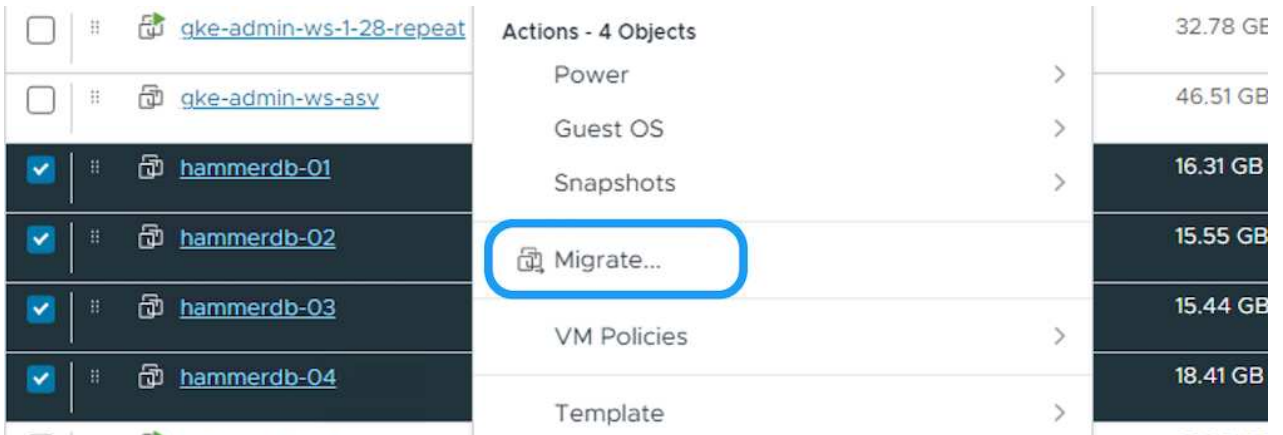 gke-admin-ws-1-28-repeat
Actions - 4 Objects
32.78 GB
Power
gke-admin-ws-asv
46.51 GB
Guest OS
hammerdb-01
Snapshots
16.31 GB
hammerdb-02
Migrate...
15.55 GB
hammerdb-03
VM Policies
15.44 GB
hammerdb-04
Template
18.41 GB